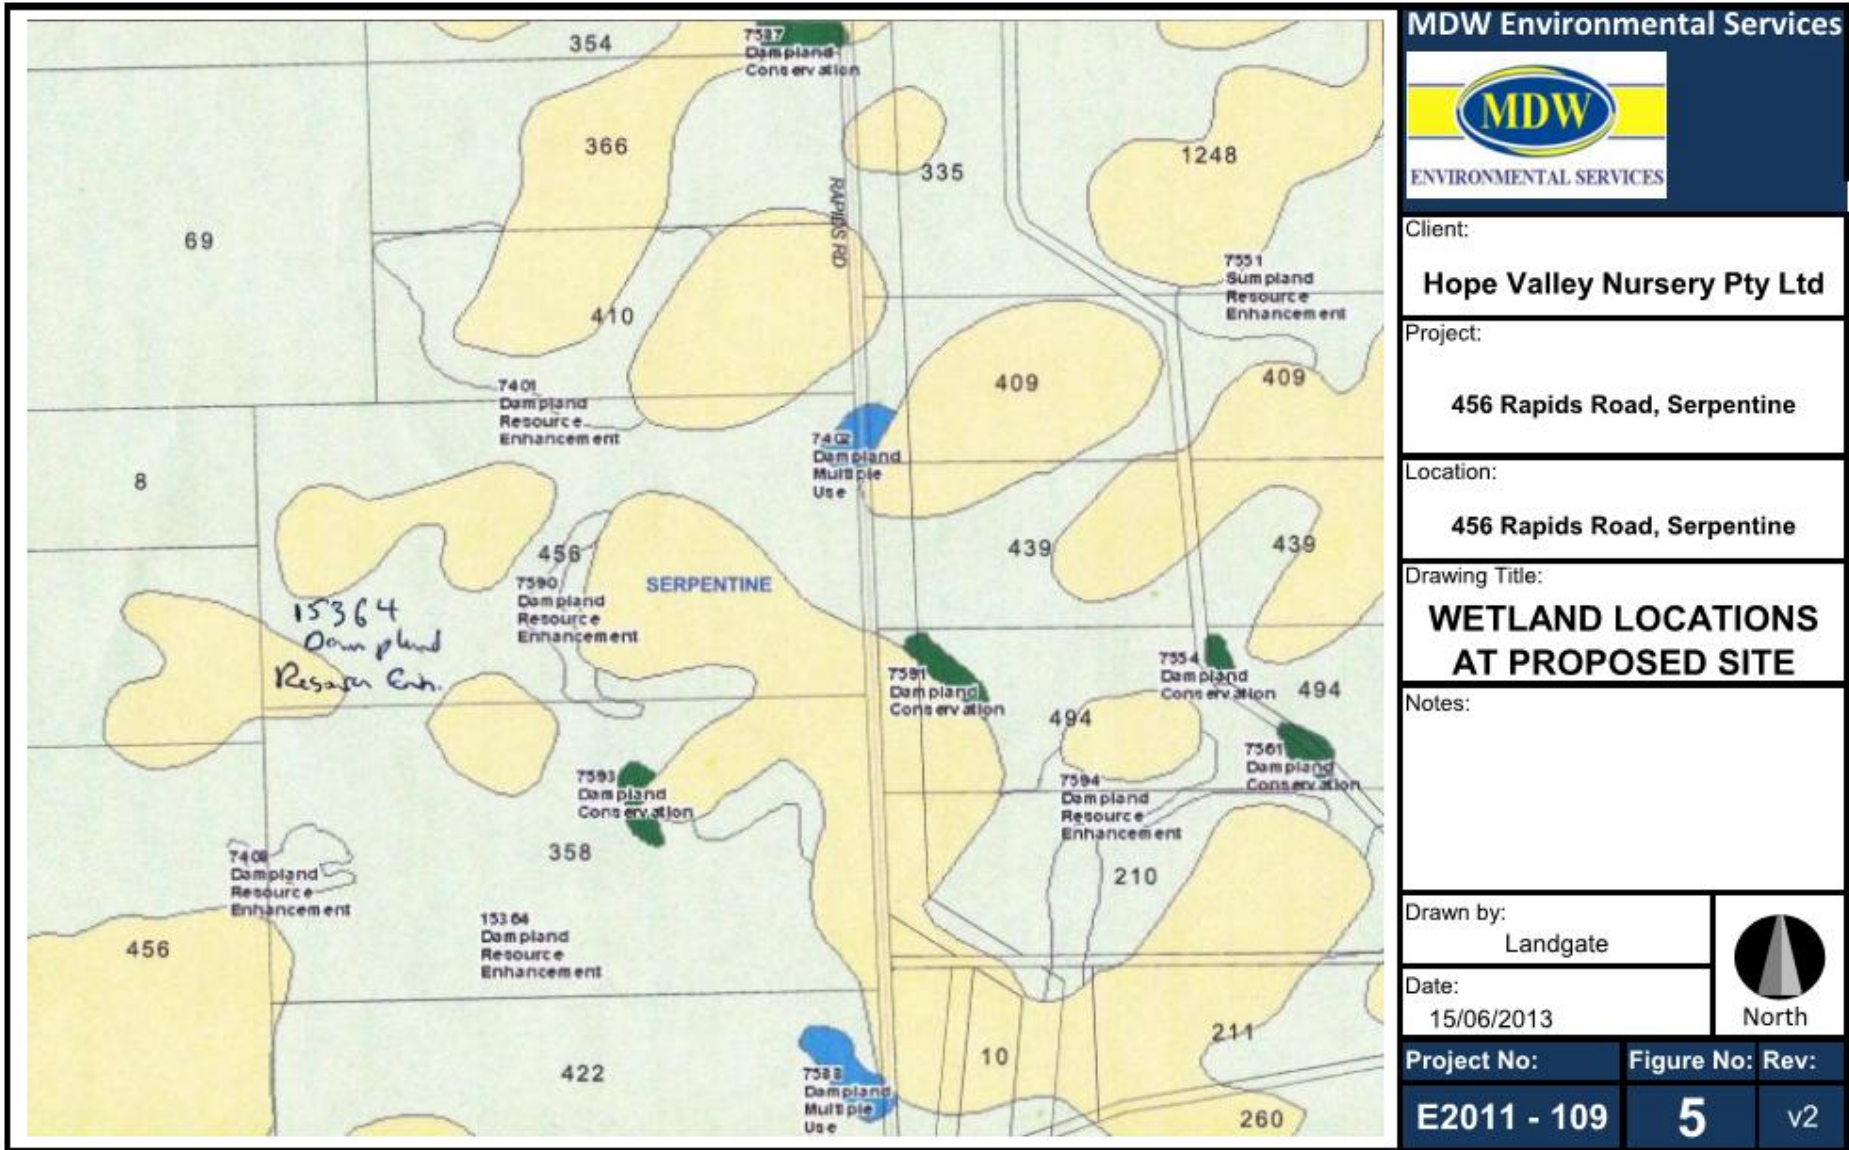 354
7587
Dampland
Conservation
366
335
1248
69
RAPIDS RD
7551
Sumpland
Resource
Enhancement
410
7401
Dampland
Resource
Enhancement
409
409
7402
Dampland
Multiple
Use
8
456
7590
Dampland
Resource
Enhancement
SERPENTINE
439
439
15364
Dampland
Enh.
7591
Dampland
Conservation
7554
Dampland
Conservation
494
494
7561
Dampland
Conservation
7593
Dampland
Conservation
7594
Dampland
Resource
Enhancement
358
7408
Dampland
Resource
Enhancement
210
456
15364
Dampland
Resource
Enhancement
422
7588
Dampland
Multiple
Use
10
211
260
MDW Environmental Services
MDW
ENVIRONMENTAL SERVICES
Client:
Hope Valley Nursery Pty Ltd
Project:
456 Rapids Road, Serpentine
Location:
456 Rapids Road, Serpentine
Drawing Title:
WETLAND LOCATIONS
AT PROPOSED SITE
Notes:
Drawn by:
Landgate
Date:
15/06/2013
North
Project No: Figure No: Rev:
E2011 - 109 5 v2